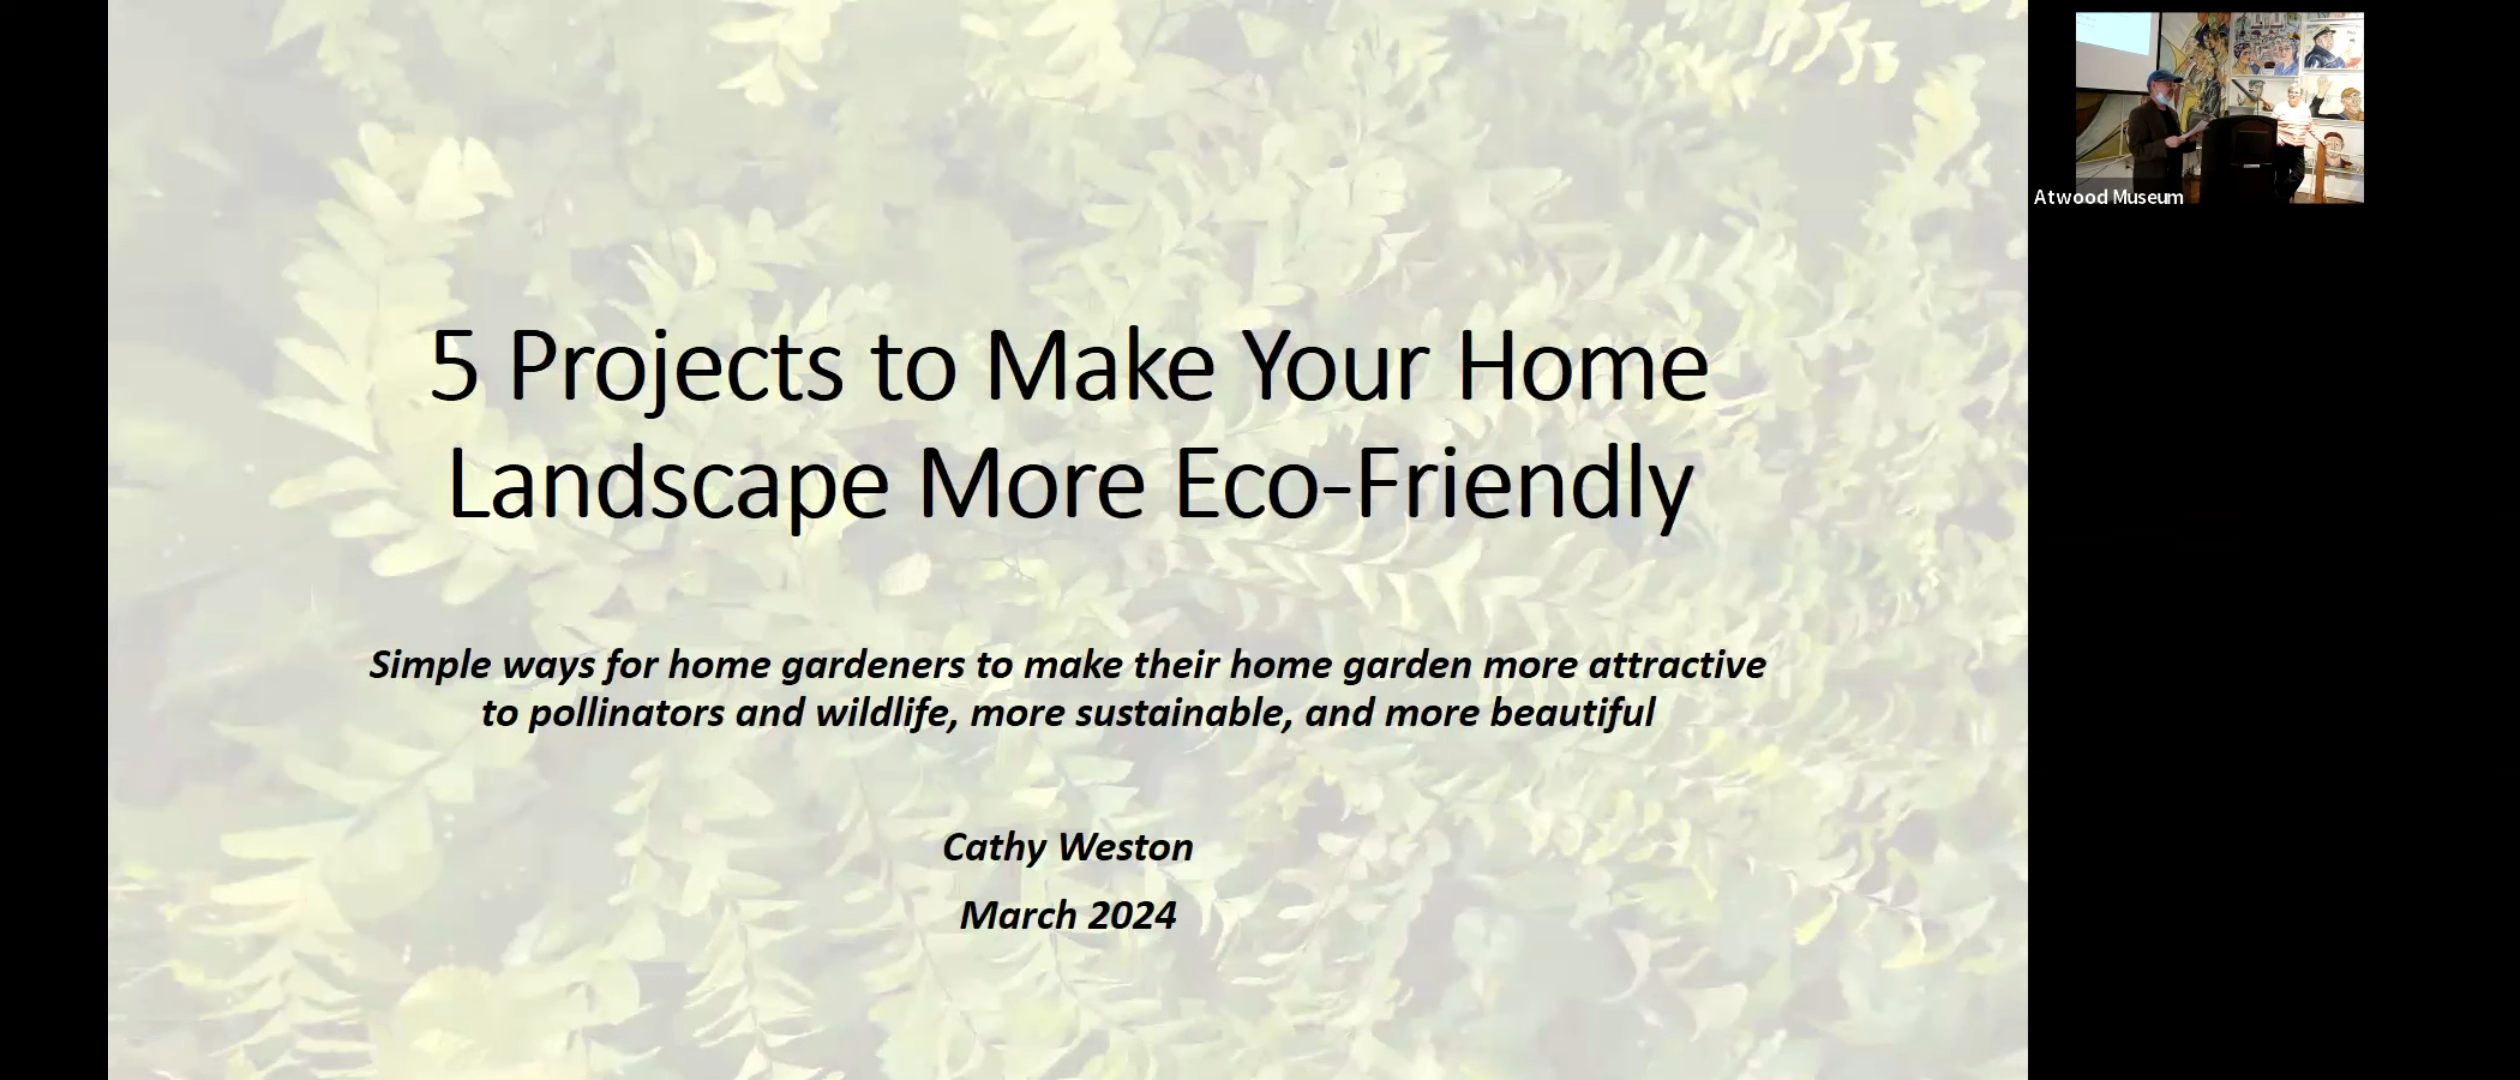 5 Projects to Make Your Home
Landscape More Eco-Friendly
Simple ways for home gardeners to make their home garden more attractive
to pollinators and wildlife, more sustainable, and more beautiful
Cathy Weston
March 2024
Atwood Museum